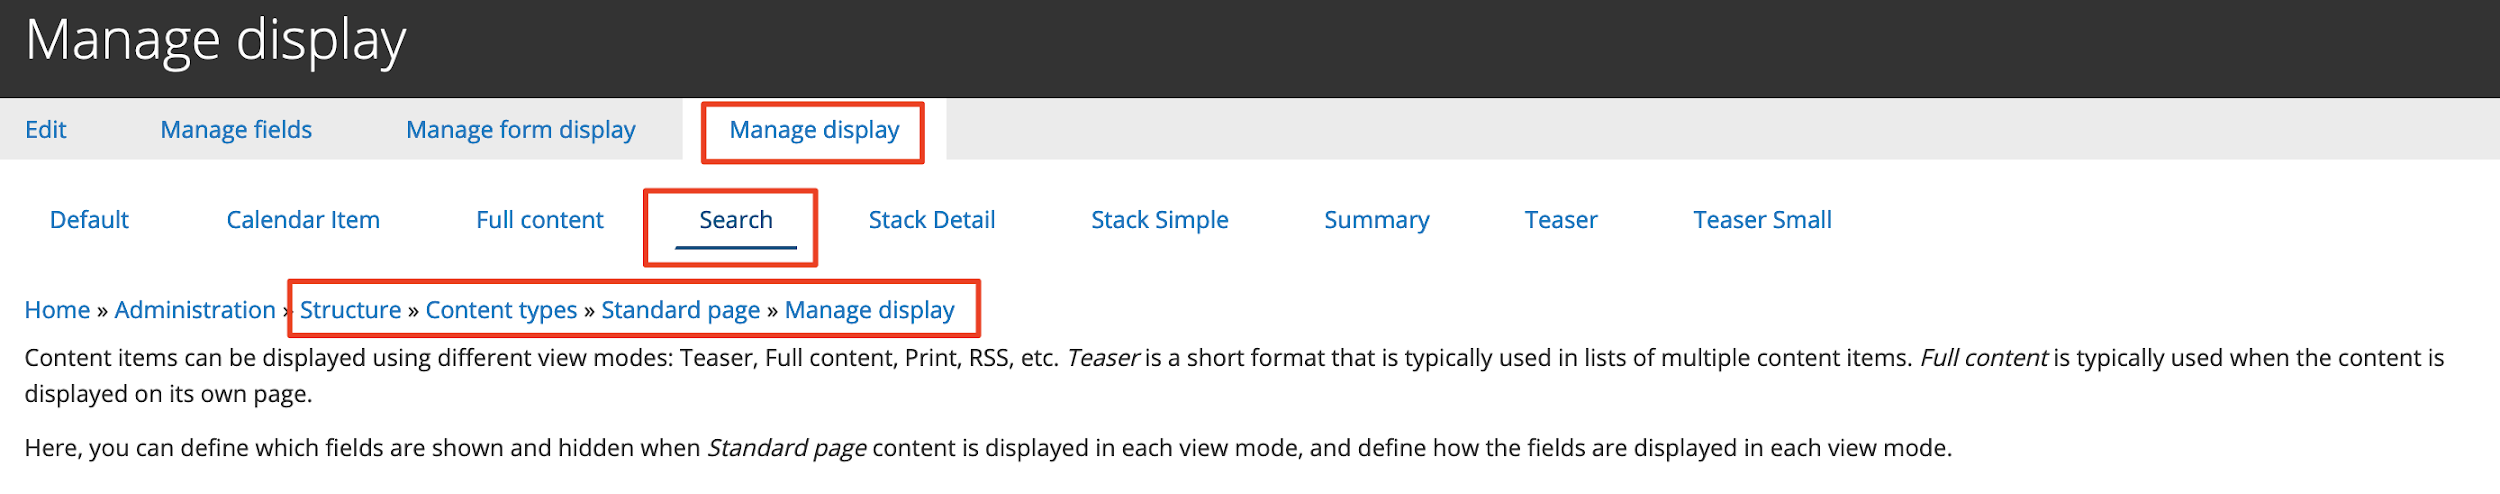 Manage display
Edit Manage fields Manage form display Manage display
Default Calendar Item Full content Search Stack Detail Stack Simple Summary Teaser Teaser Small
Home » Administration » Structure » Content types » Standard page » Manage display
Content items can be displayed using different view modes: Teaser, Full content, Print, RSS, etc. Teaser is a short format that is typically used in lists of multiple content items. Full content is typically used when the content is
displayed on its own page.
Here, you can define which fields are shown and hidden when Standard page content is displayed in each view mode, and define how the fields are displayed in each view mode.